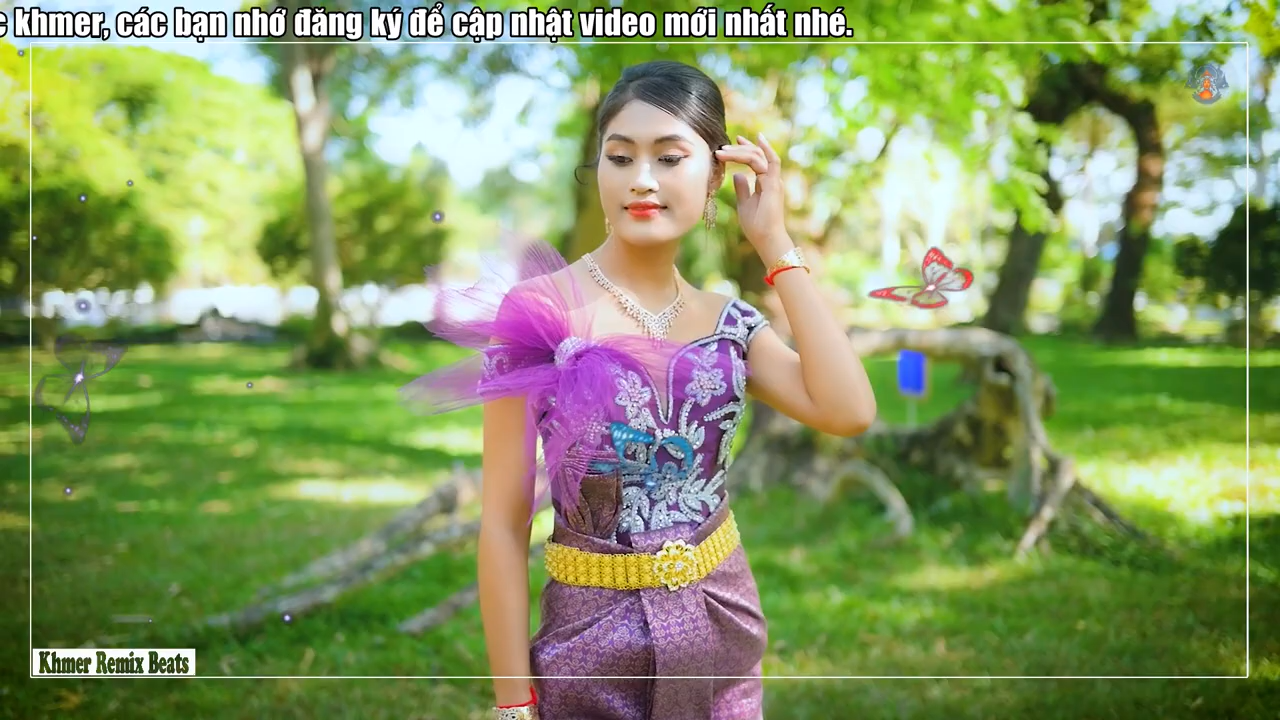 khmer, các bạn nhớ đăng ký để cập nhật video mới nhất nhé.
Khmer Remix Beats